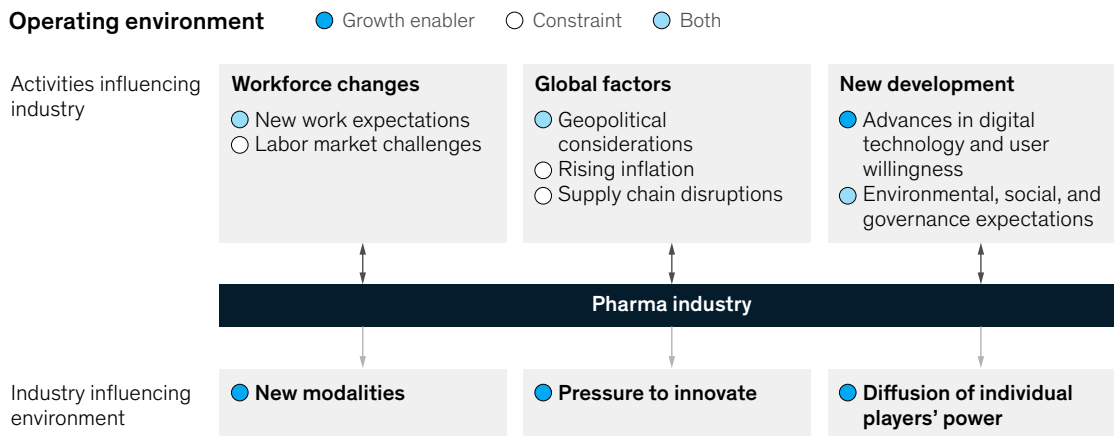 Operating environment
Growth enabler
Constraint
Both
Activities influencing
industry
Workforce changes
New work expectations
Labor market challenges
Global factors
Geopolitical
considerations
Rising inflation
Supply chain disruptions
New development
Advances in digital
technology and user
willingness
Environmental, social, and
governance expectations
Pharma industry
Industry influencing
environment
New modalities
Pressure to innovate
Diffusion of individual
players’ power